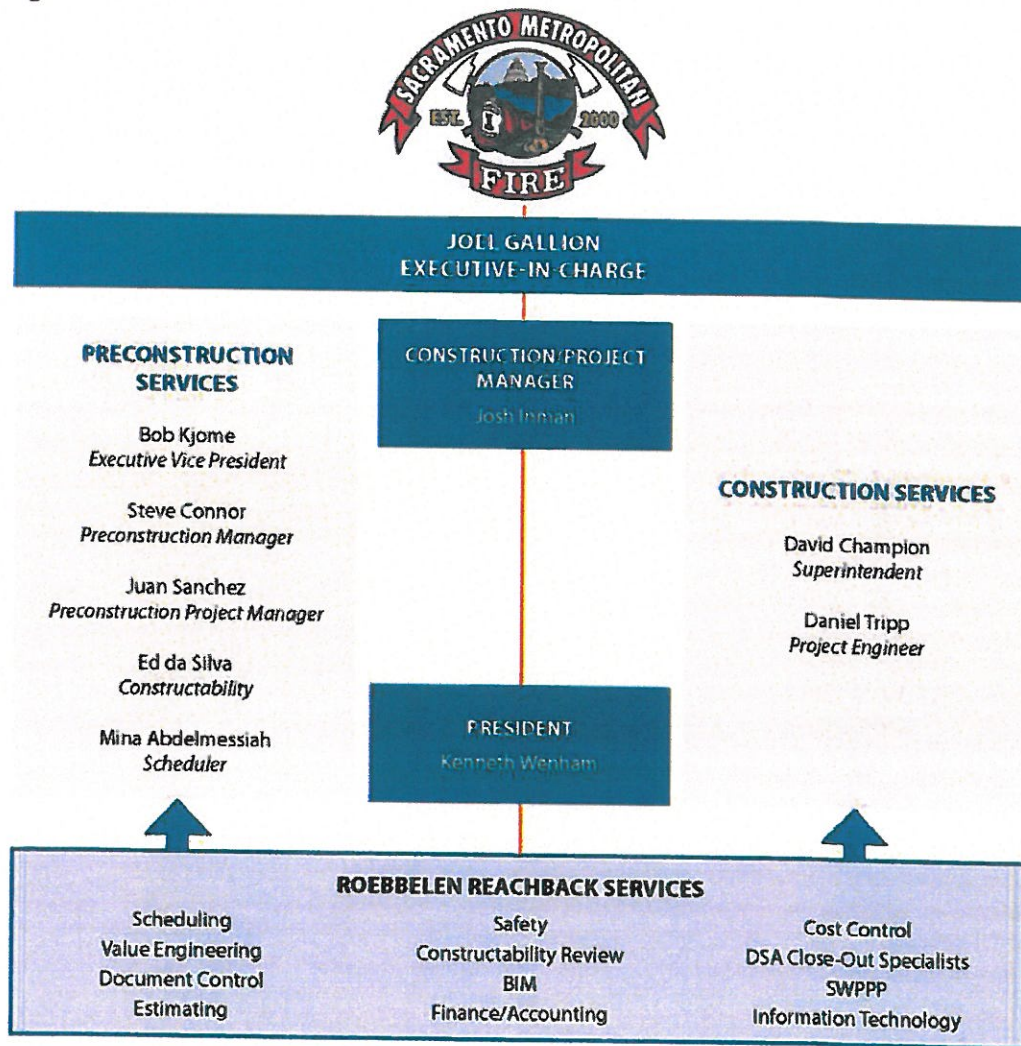 SACRAMENTO METROPOLITAN
EST. 2000
FIRE
JOEL GALLION
EXECUTIVE-IN-CHARGE
PRECONSTRUCTION
SERVICES
Bob Kjome
Executive Vice President
Steve Connor
Preconstruction Manager
Juan Sanchez
Preconstruction Project Manager
Ed da Silva
Constructability
Mina Abdelmessiah
Scheduler
CONSTRUCTION/PROJECT
MANAGER
Josh Inman
PRESIDENT
Kenneth Wenham
CONSTRUCTION SERVICES
David Champion
Superintendent
Daniel Tripp
Project Engineer
ROEBBELEN REACHBACK SERVICES
Scheduling
Value Engineering
Document Control
Estimating
Safety
Constructability Review
BIM
Finance/Accounting
Cost Control
DSA Close-Out Specialists
SWPPP
Information Technology